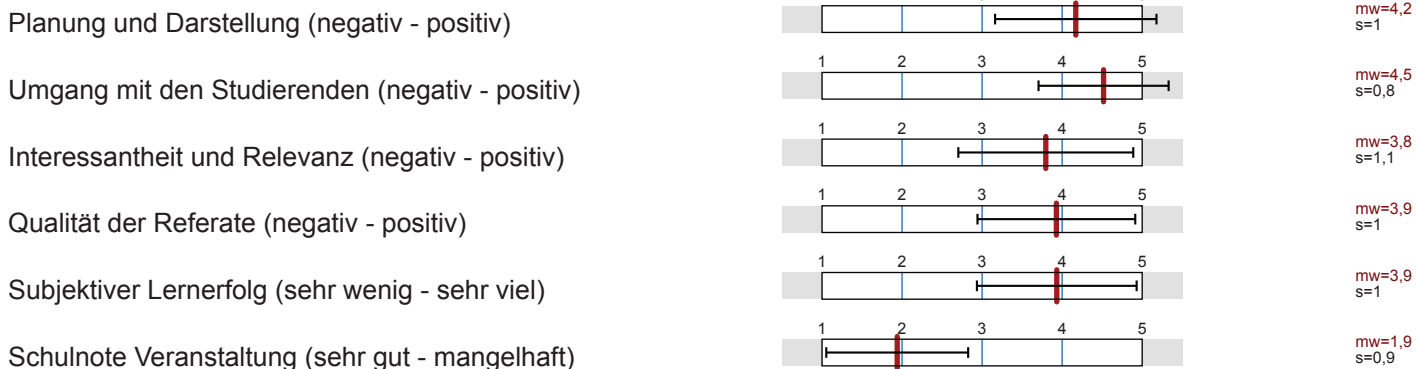 Planung und Darstellung (negativ - positiv)
mw=4,2
s=1
1 2 3 4 5
Umgang mit den Studierenden (negativ - positiv)
mw=4,5
s=0,8
1 2 3 4 5
Interessantheit und Relevanz (negativ - positiv)
mw=3,8
s=1,1
1 2 3 4 5
Qualität der Referate (negativ - positiv)
mw=3,9
s=1
1 2 3 4 5
Subjektiver Lernerfolg (sehr wenig - sehr viel)
mw=3,9
s=1
1 2 3 4 5
Schulnote Veranstaltung (sehr gut - mangelhaft)
mw=1,9
s=0,9